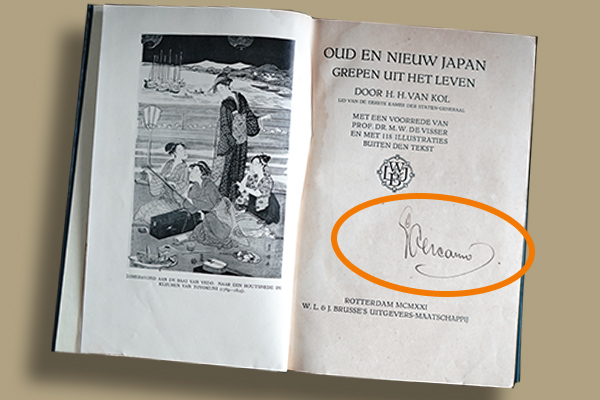 ZOMERAVOND AAN DE BAAI VAN YEDO. NAAR EEN HOUTSNEDE IN
KLEUREN VAN TOYOKUNI (1769–1825).
OUD EN NIEUW JAPAN
GREPEN UIT HET LEVEN
DOOR H. H. VAN KOL
LID VAN DE EERSTE KAMER DER STATEN-GENERAAL
MET EEN VOORREDE VAN
PROF. DR. M. W. DE VISSER
EN MET 118 ILLUSTRATIES
BUITEN DEN TEKST
ROTTERDAM MCMXXI
W. L. & J. BRUSSE'S UITGEVERS-MAATSCHAPPIJ